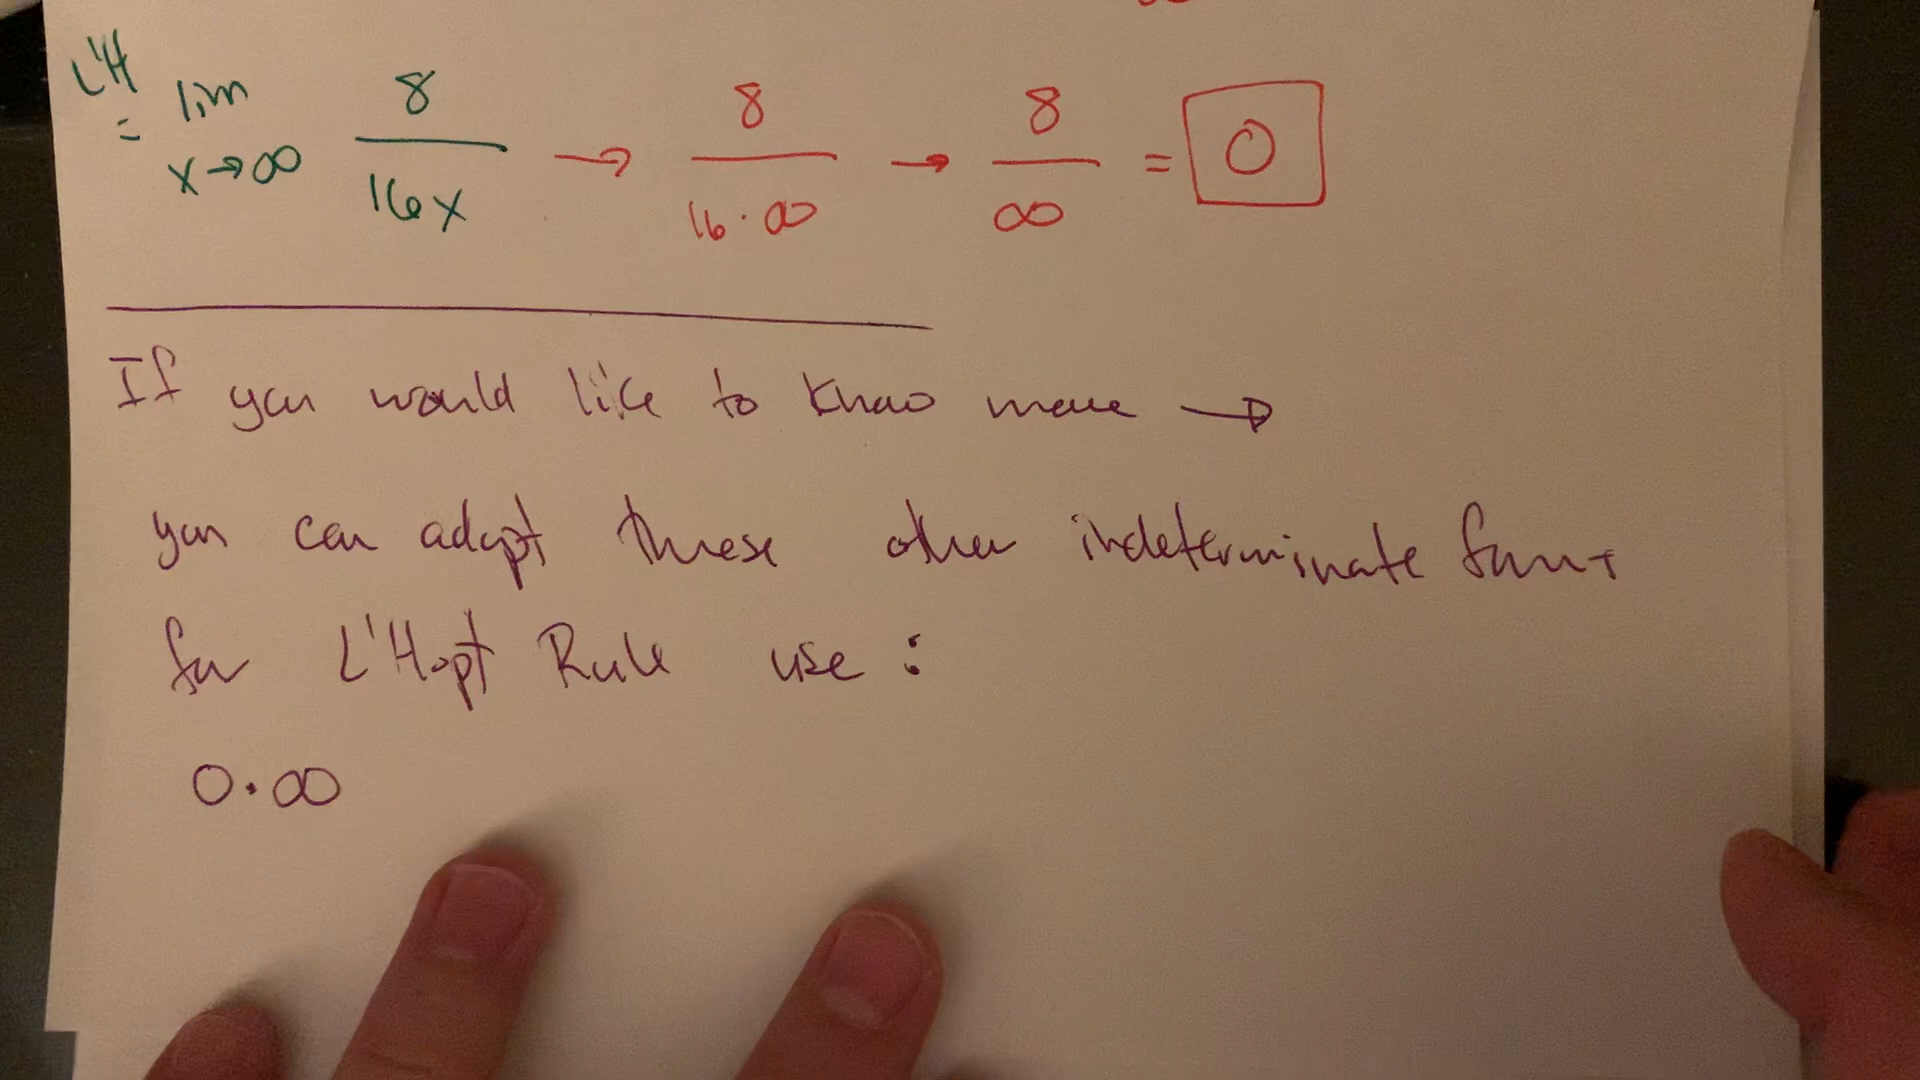 L'H
= lim x→∞ 8/16x → 8/16·∞ → 8/∞ = 0
If you would like to know more →
you can adapt these other indeterminate forms
for L'Hopt Rule use :
0·∞